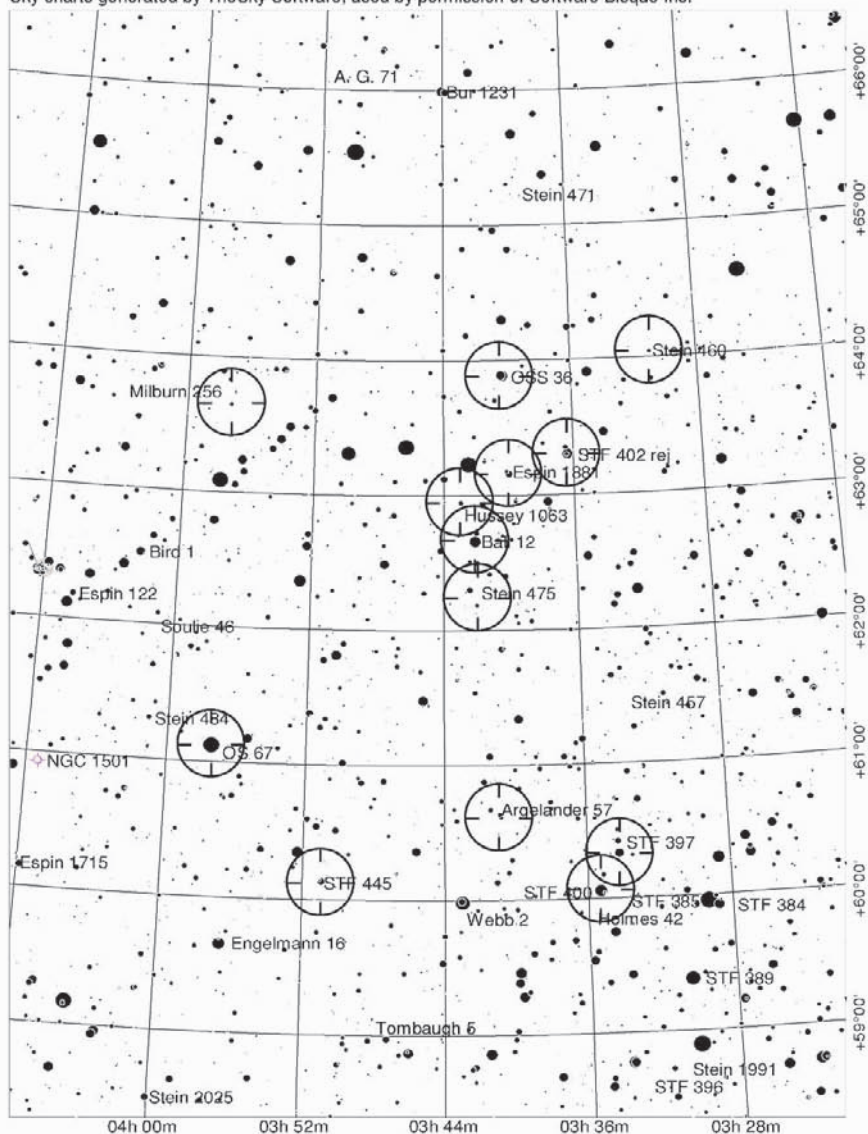 Sky charts generated by TheSky Software, used by permission of Software Bisque Inc.
A. G. 71
Bur 1231
+66°00'
Stein 471
+65°00'
Stein 460
+64°00'
Milburn 256
OSS 36
STF 402 rej
Espin 1881
+63°00'
Hussey 1063
Bird 1
Bail 12
Espin 122
Stein 475
+62°00'
Soulie 46
Stein 457
Stein 484
OS 67
NGC 1501
+61°00'
Argelander 57
STF 397
Espin 1715
STF 445
STF 400
STF 385
STF 384
+60°00'
Webb 2
Holmes 42
Engelmann 16
STF 389
Tombaugh 5
+59°00'
Stein 1991
STF 396
Stein 2025
04h 00m
03h 52m
03h 44m
03h 36m
03h 28m